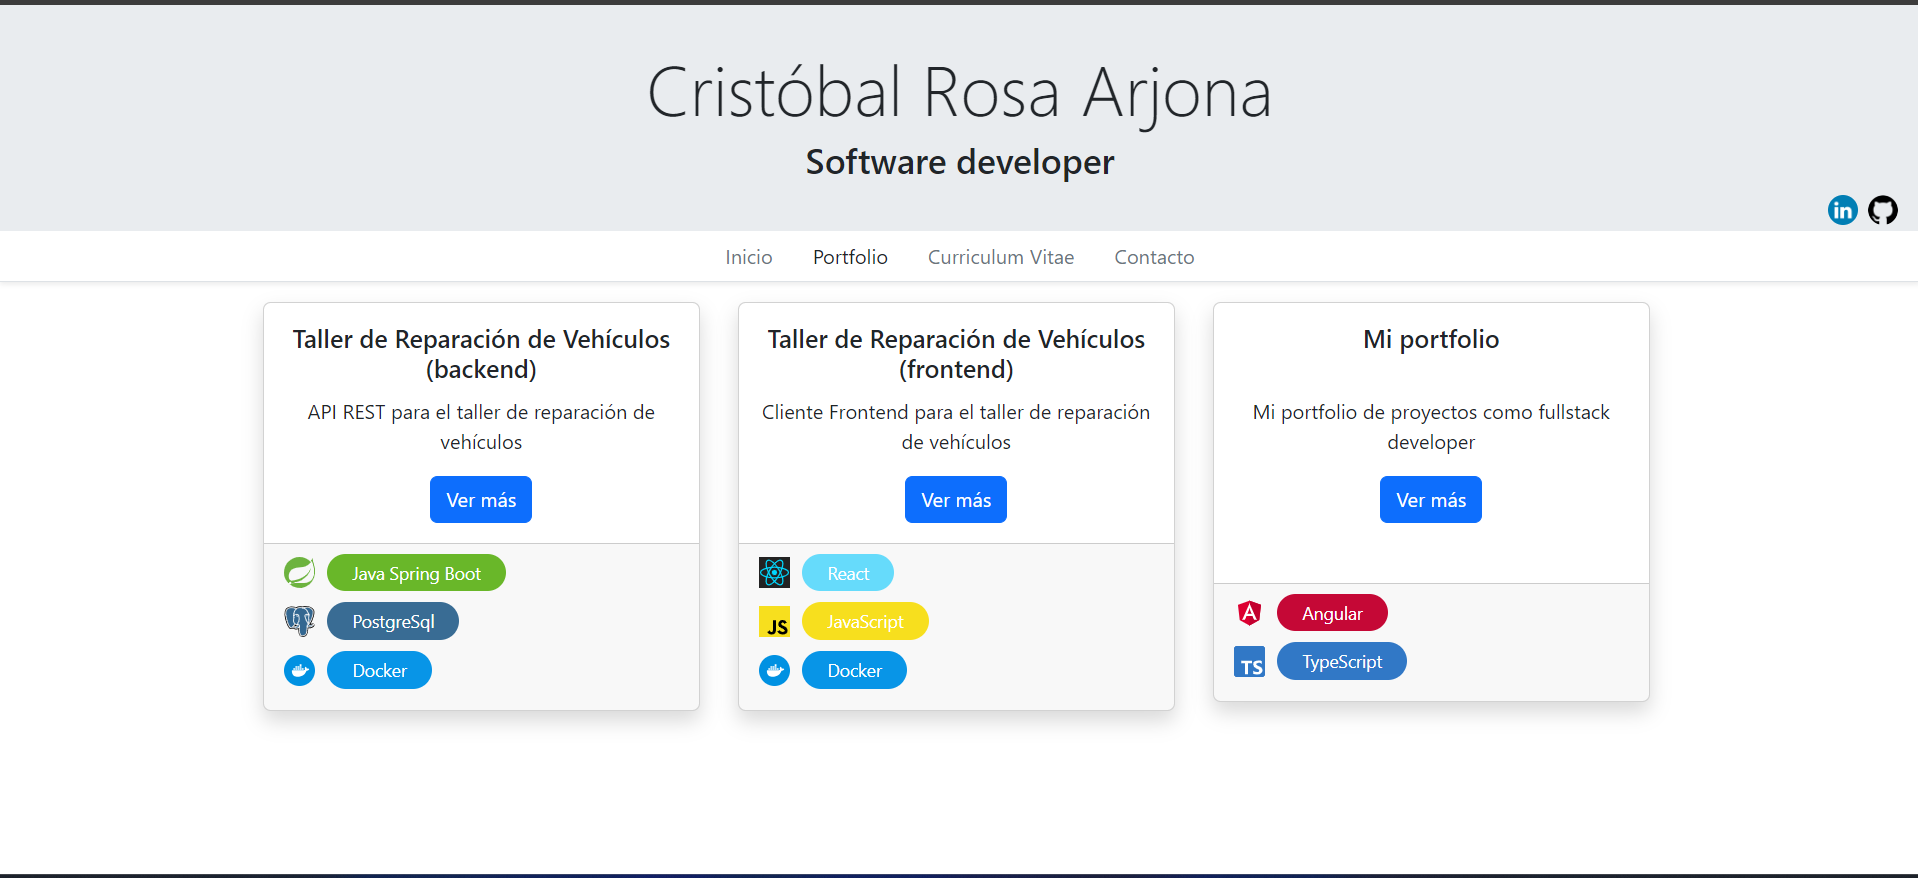 Cristóbal Rosa Arjona
Software developer
in
Inicio Portfolio Curriculum Vitae Contacto
Taller de Reparación de Vehículos
(backend)
API REST para el taller de reparación de
vehículos
Ver más
Java Spring Boot
PostgreSql
Docker
Taller de Reparación de Vehículos
(frontend)
Cliente Frontend para el taller de reparación
de vehículos
Ver más
React
JS JavaScript
Docker
Mi portfolio
Mi portfolio de proyectos como fullstack
developer
Ver más
A Angular
TS TypeScript